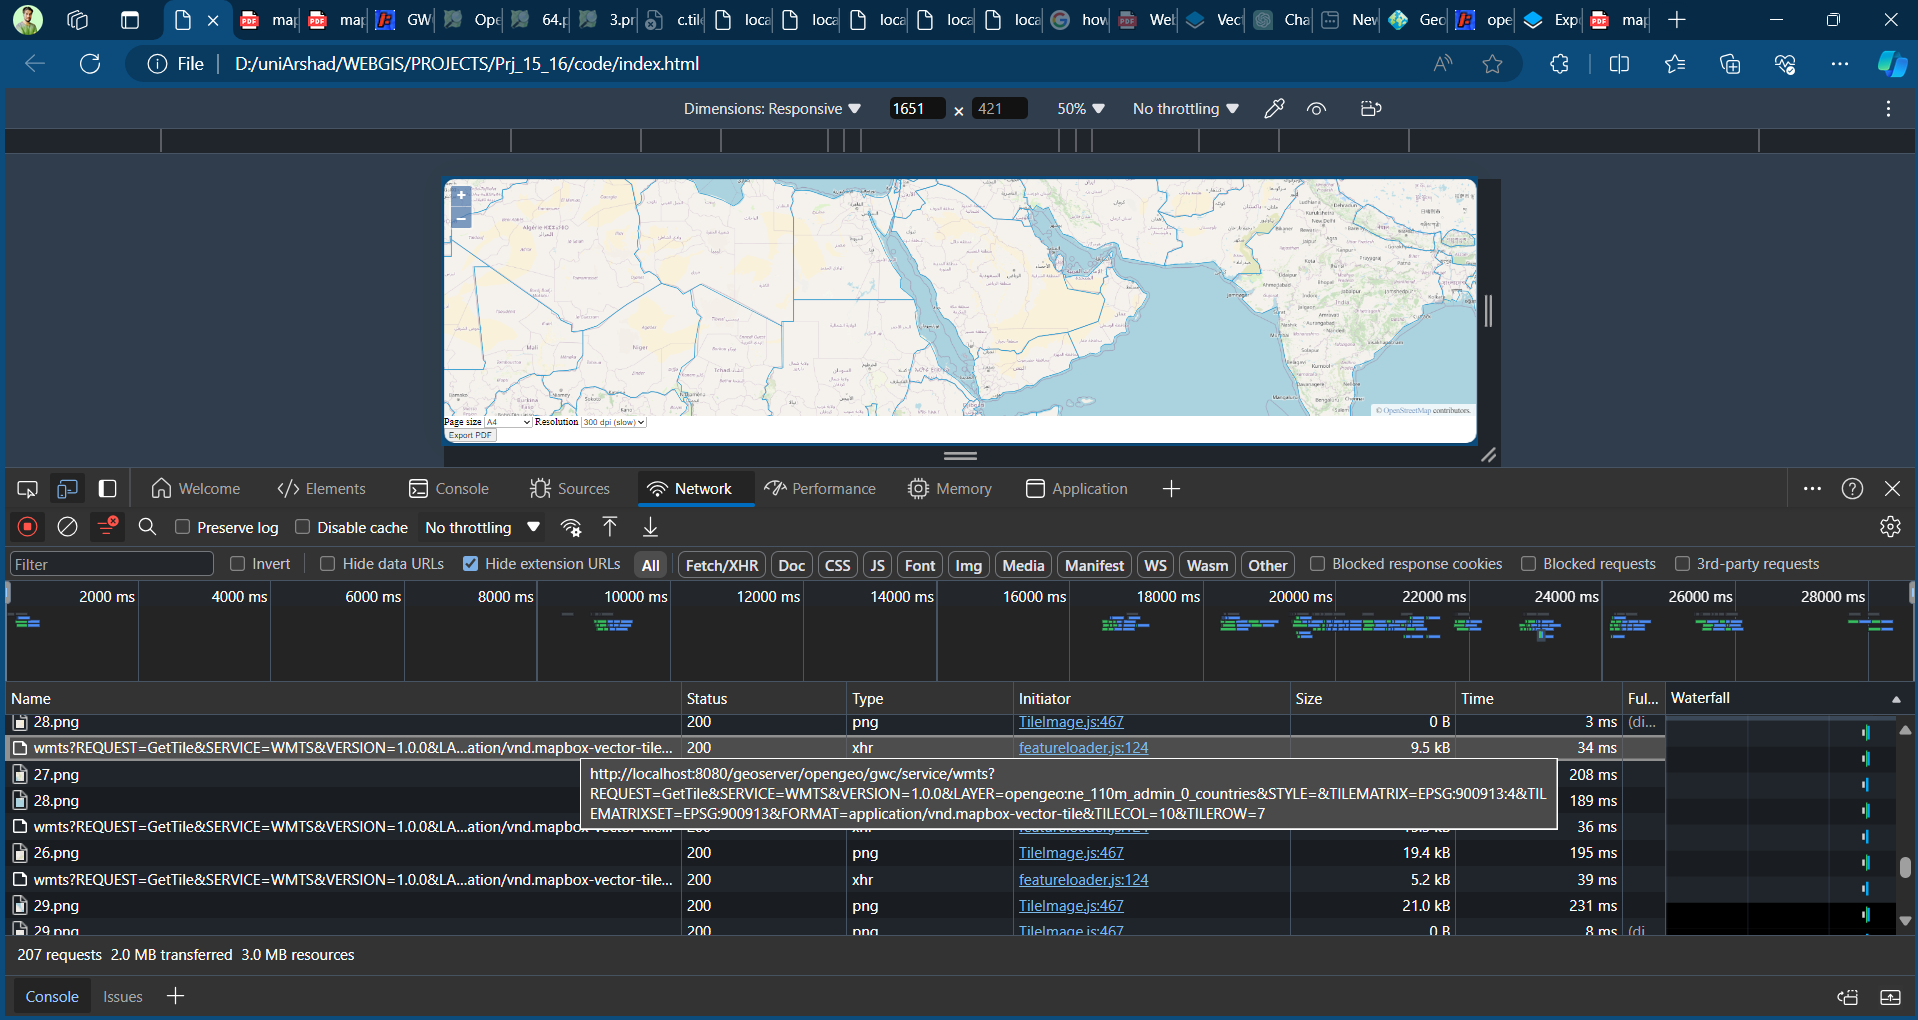 map
map
GW
Ope
64.p
3.pr
c.tile
loca
loca
loca
loca
loca
how
Wel
Vect
Cha
New
Geo
ope
Exp
map
File
D:/uniArshad/WEBGIS/PROJECTS/Prj_15_16/code/index.html
Dimensions: Responsive 1651 × 421 50% No throttling
+
−
Mali
Niger
© OpenStreetMap contributors.
Page size A4 Resolution 300 dpi (slow)
Export PDF
Welcome Elements Console Sources Network Performance Memory Application
Preserve log Disable cache No throttling
Filter Invert Hide data URLs Hide extension URLs All Fetch/XHR Doc CSS JS Font Img Media Manifest WS Wasm Other Blocked response cookies Blocked requests 3rd-party requests
2000 ms 4000 ms 6000 ms 8000 ms 10000 ms 12000 ms 14000 ms 16000 ms 18000 ms 20000 ms 22000 ms 24000 ms 26000 ms 28000 ms
Name Status Type Initiator Size Time Ful... Waterfall
28.png 200 png TileImage.js:467 0 B 3 ms (di...
wmts?REQUEST=GetTile&SERVICE=WMTS&VERSION=1.0.0&LA...ation/vnd.mapbox-vector-tile... 200 xhr featureloader.js:124 9.5 kB 34 ms
27.png 208 ms
28.png 189 ms
http://localhost:8080/geoserver/opengeo/gwc/service/wmts?
REQUEST=GetTile&SERVICE=WMTS&VERSION=1.0.0&LAYER=opengeo:ne_110m_admin_0_countries&STYLE=&TILEMATRIX=EPSG:900913:4&TIL
EMATRIXSET=EPSG:900913&FORMAT=application/vnd.mapbox-vector-tile&TILECOL=10&TILEROW=7
wmts?REQUEST=GetTile&SERVICE=WMTS&VERSION=1.0.0&LA...ation/vnd.mapbox-vector-tile... 36 ms
26.png 200 png TileImage.js:467 19.4 kB 195 ms
wmts?REQUEST=GetTile&SERVICE=WMTS&VERSION=1.0.0&LA...ation/vnd.mapbox-vector-tile... 200 xhr featureloader.js:124 5.2 kB 39 ms
29.png 200 png TileImage.js:467 21.0 kB 231 ms
29.png 200 png TileImage.js:467 0 B 8 ms (di
207 requests 2.0 MB transferred 3.0 MB resources
Console Issues